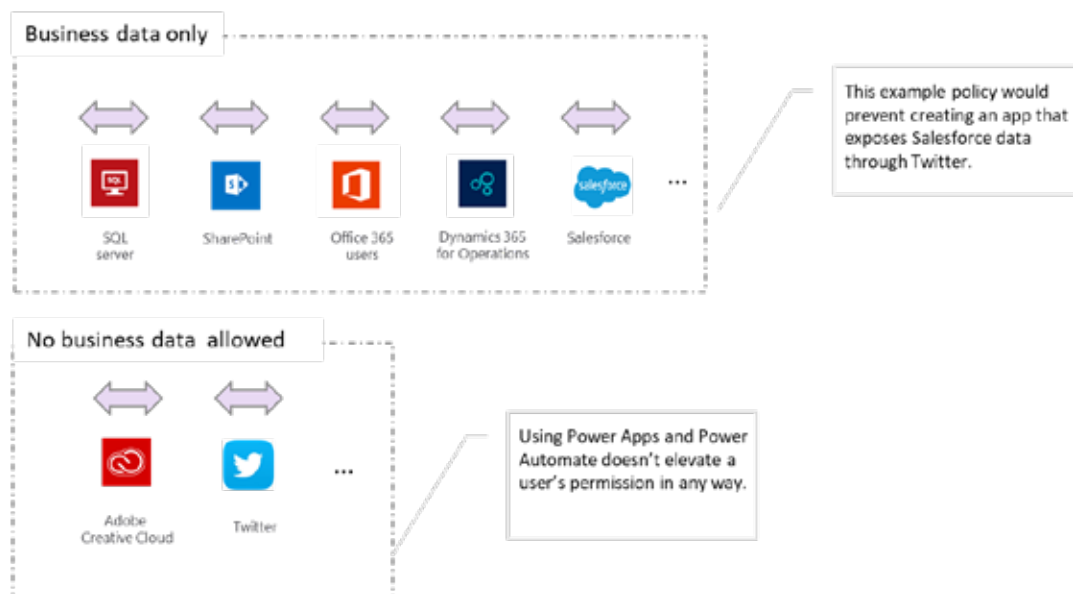 Business data only
This example policy would
prevent creating an app that
exposes Salesforce data
through Twitter.
SQL
S
salesforce
...
SQL
server
SharePoint
Office 365
users
Dynamics 365
for Operations
Salesforce
No business data allowed
...
Using Power Apps and Power
Automate doesn't elevate a
user's permission in any way.
Adobe
Creative Cloud
Twitter